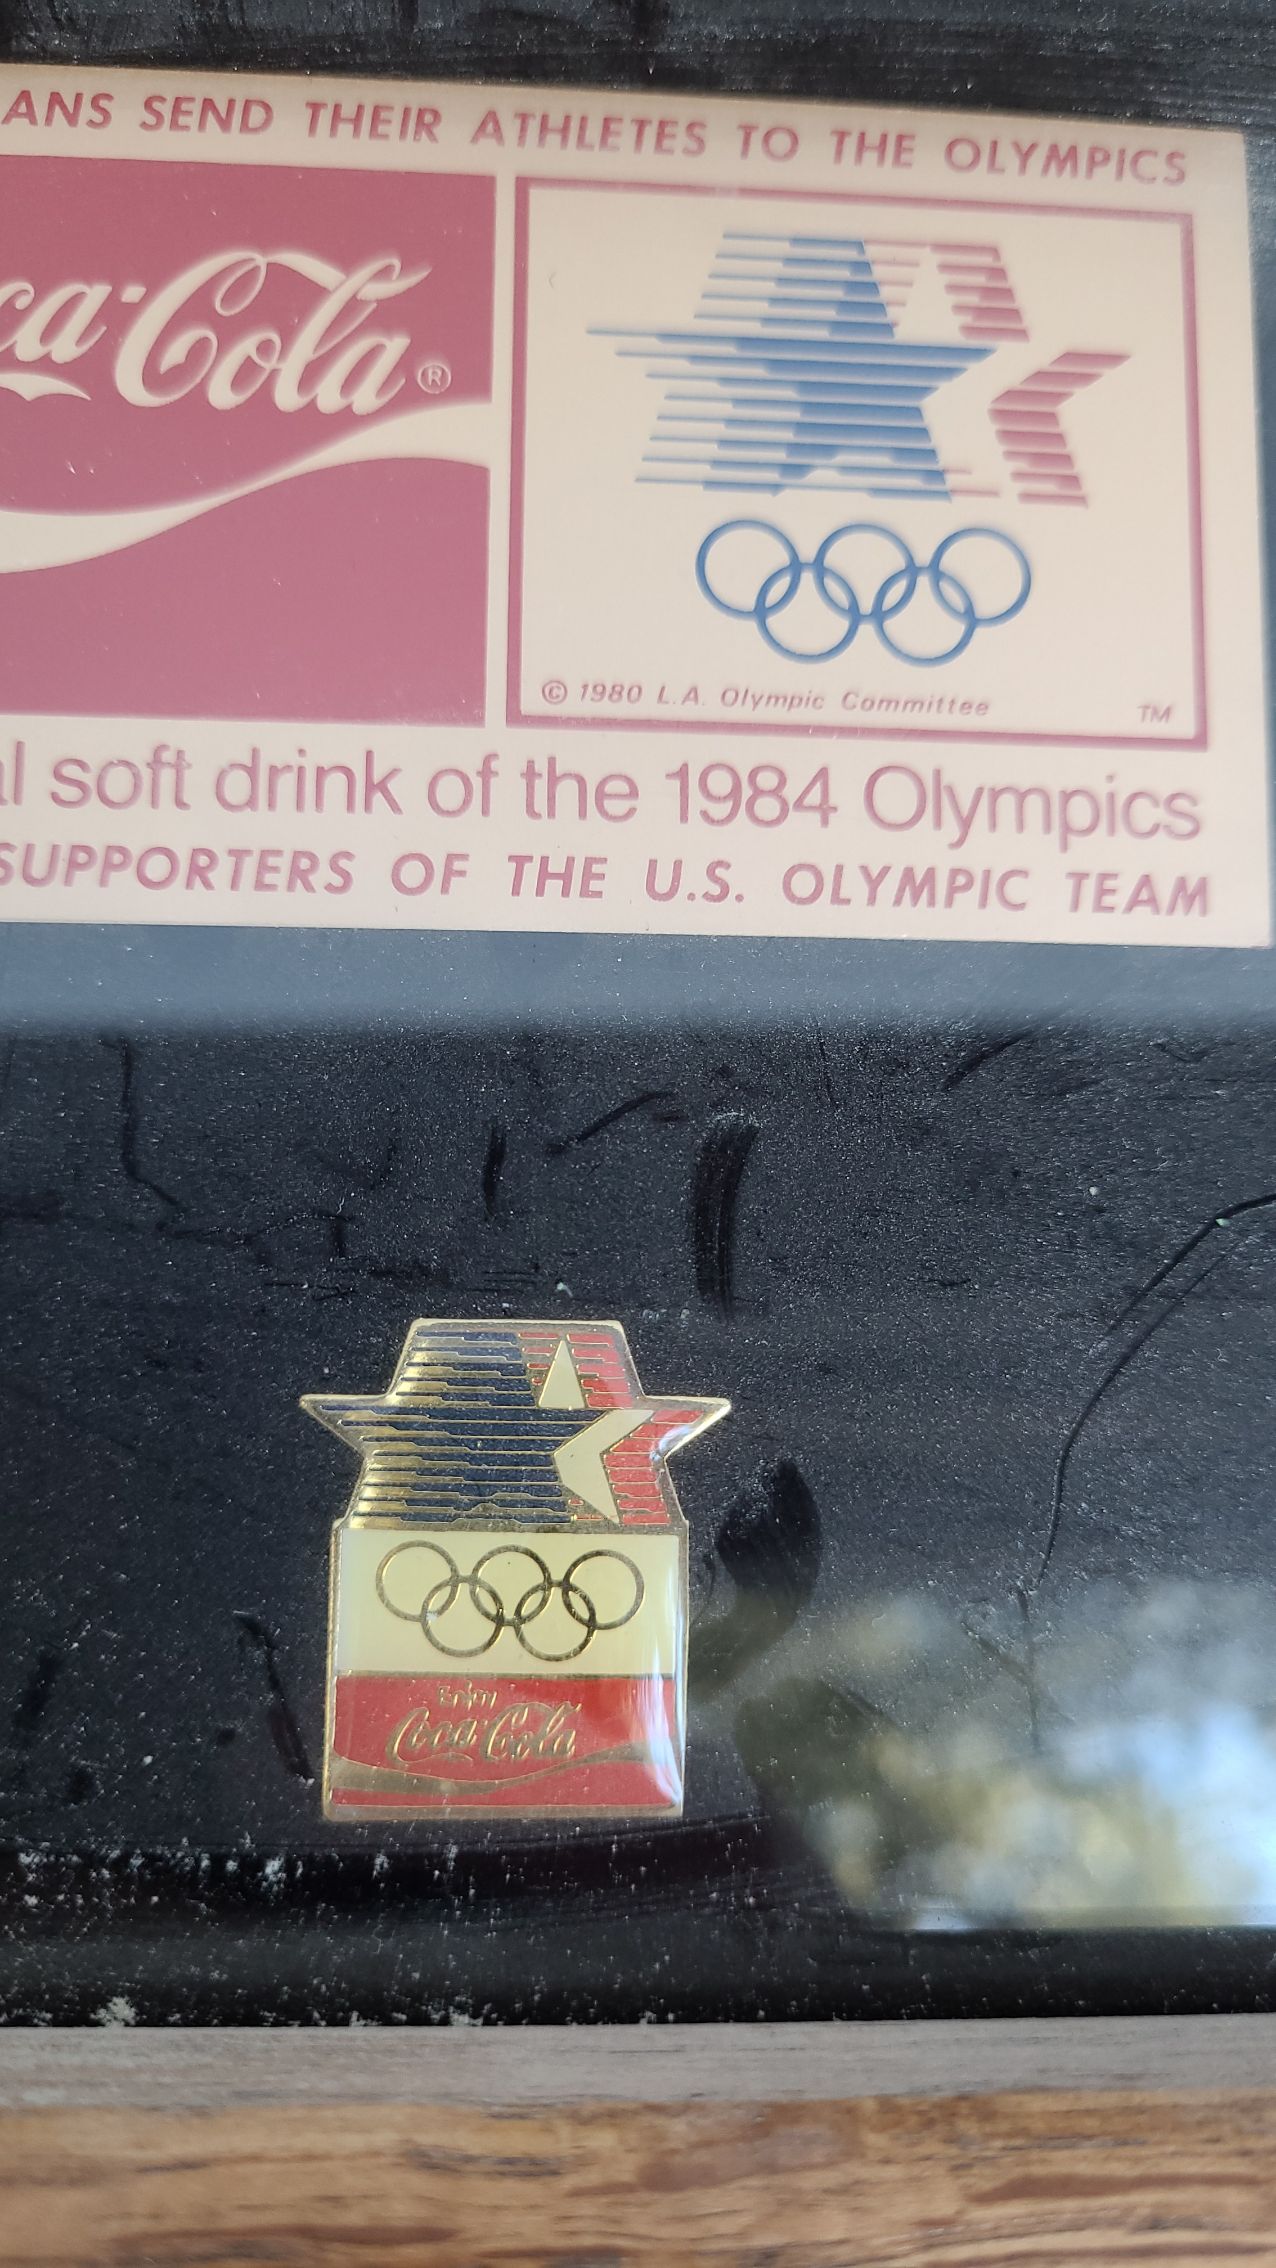 ANS SEND THEIR ATHLETES TO THE OLYMPICS
ca-Cola®
© 1980 L.A. Olympic Committee TM
al soft drink of the 1984 Olympics
SUPPORTERS OF THE U.S. OLYMPIC TEAM
Enjoy
Coca-Cola